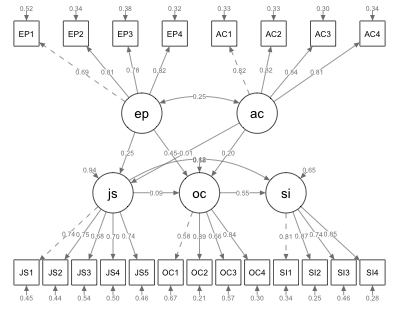 0.52 0.34 0.38 0.32 0.32 0.33 0.30 0.34
EP1 EP2 EP3 EP4 AC1 AC2 AC3 AC4
0.69 0.81 0.78 0.82 0.82 0.82 0.84 0.81
0.25
ep ac
0.25 0.45 -0.01 0.20
0.94 0.65
js oc si
0.09 0.55
0.74 0.75 0.68 0.70 0.74 0.58 0.89 0.66 0.84 0.81 0.87 0.74 0.85
JS1 JS2 JS3 JS4 JS5 OC1 OC2 OC3 OC4 SI1 SI2 SI3 SI4
0.45 0.44 0.54 0.50 0.46 0.67 0.21 0.57 0.30 0.34 0.25 0.46 0.28